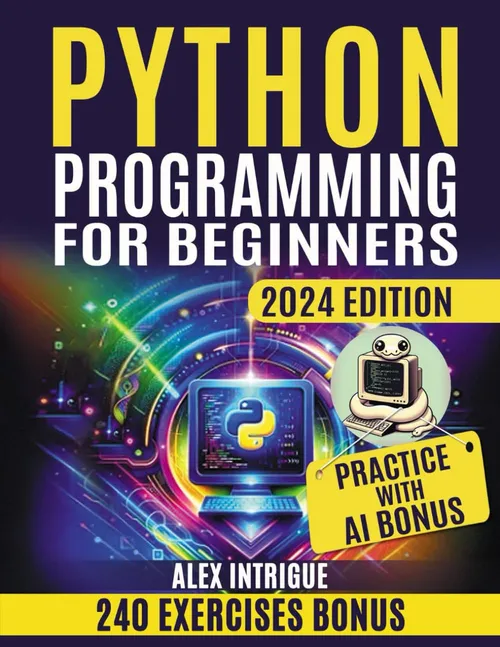 PYTHON
PROGRAMMING
FOR BEGINNERS
2024 EDITION
PRACTICE
WITH
AI BONUS
ALEX INTRIGUE
240 EXERCISES BONUS